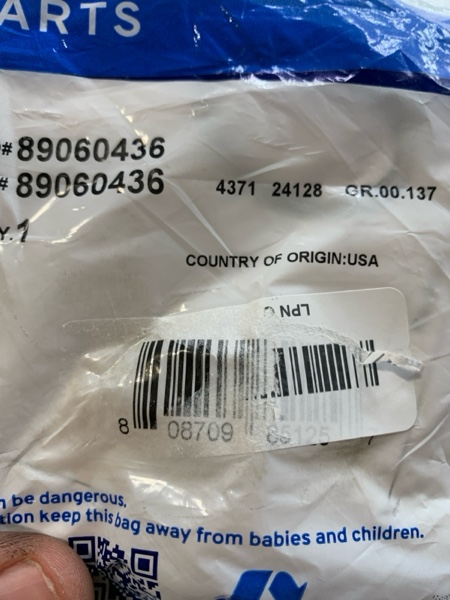 ARTS
# 89060436
# 89060436
4371 24128 GR.00.137
Y.1
COUNTRY OF ORIGIN:USA
LPN
8 08709 85125 7
n be dangerous.
tion keep this bag away from babies and children.